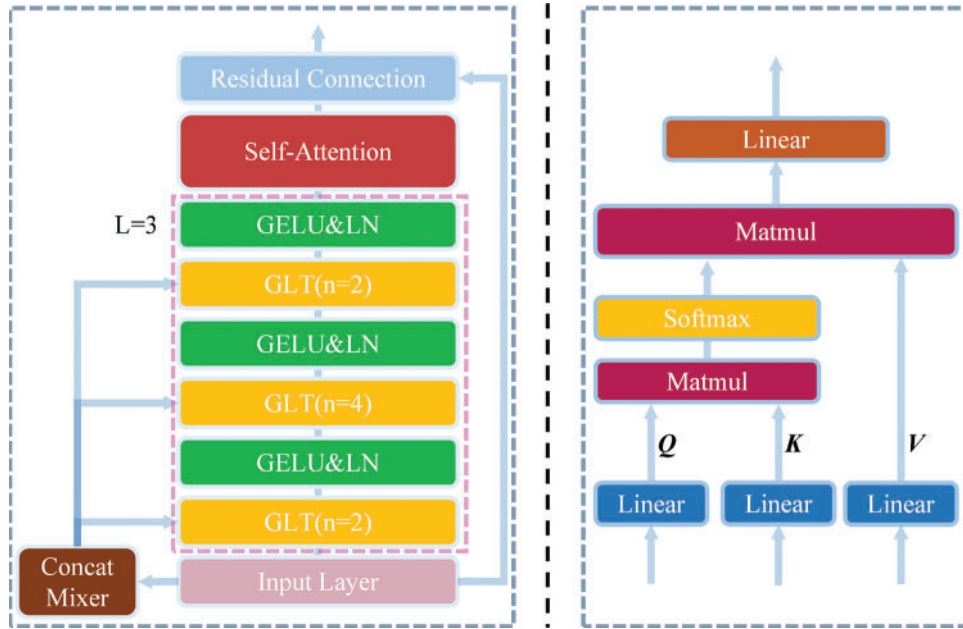 Residual Connection
Self-Attention
L=3
GELU&LN
GLT(n=2)
GELU&LN
GLT(n=4)
GELU&LN
GLT(n=2)
Concat
Mixer
Input Layer
Linear
Matmul
Softmax
Matmul
Q K V
Linear Linear Linear